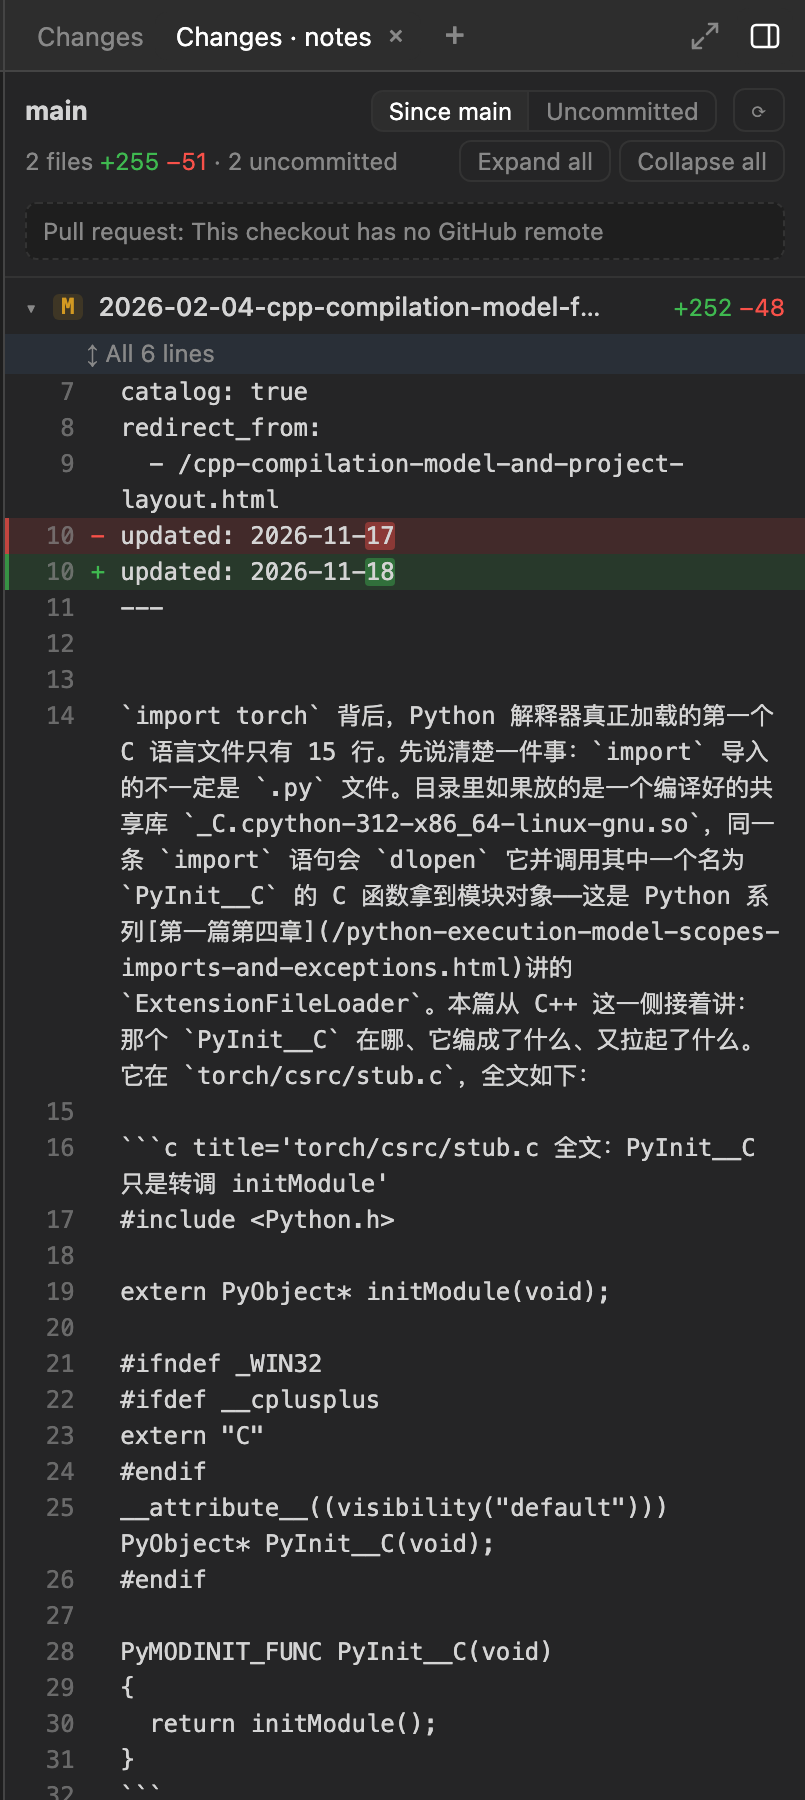 Changes
Changes · notes × +
main
Since main
Uncommitted
⟳
2 files +255 −51 · 2 uncommitted
Expand all
Collapse all
Pull request: This checkout has no GitHub remote
▾ M 2026-02-04-cpp-compilation-model-f... +252 −48
↕ All 6 lines
7 catalog: true
8 redirect_from:
9   - /cpp-compilation-model-and-project-
layout.html
10 - updated: 2026-11-17
10 + updated: 2026-11-18
11 ---
12
13
14 `import torch` 背后，Python 解释器真正加载的第一个
C 语言文件只有 15 行。先说清楚一件事：`import` 导入
的不一定是 `.py` 文件。目录里如果放的是一个编译好的共
享库 `_C.cpython-312-x86_64-linux-gnu.so`，同一
条 `import` 语句会 `dlopen` 它并调用其中一个名为
`PyInit__C` 的 C 函数拿到模块对象——这是 Python 系
列[第一篇第四章](/python-execution-model-scopes-
imports-and-exceptions.html)讲的
`ExtensionFileLoader`。本篇从 C++ 这一侧接着讲：
那个 `PyInit__C` 在哪、它编成了什么、又拉起了什么。
它在 `torch/csrc/stub.c`，全文如下：
15
16 ```c title='torch/csrc/stub.c 全文：PyInit__C
只是转调 initModule'
17 #include <Python.h>
18
19 extern PyObject* initModule(void);
20
21 #ifndef _WIN32
22 #ifdef __cplusplus
23 extern "C"
24 #endif
25 __attribute__((visibility("default")))
PyObject* PyInit__C(void);
26 #endif
27
28 PyMODINIT_FUNC PyInit__C(void)
29 {
30   return initModule();
31 }
32 ```